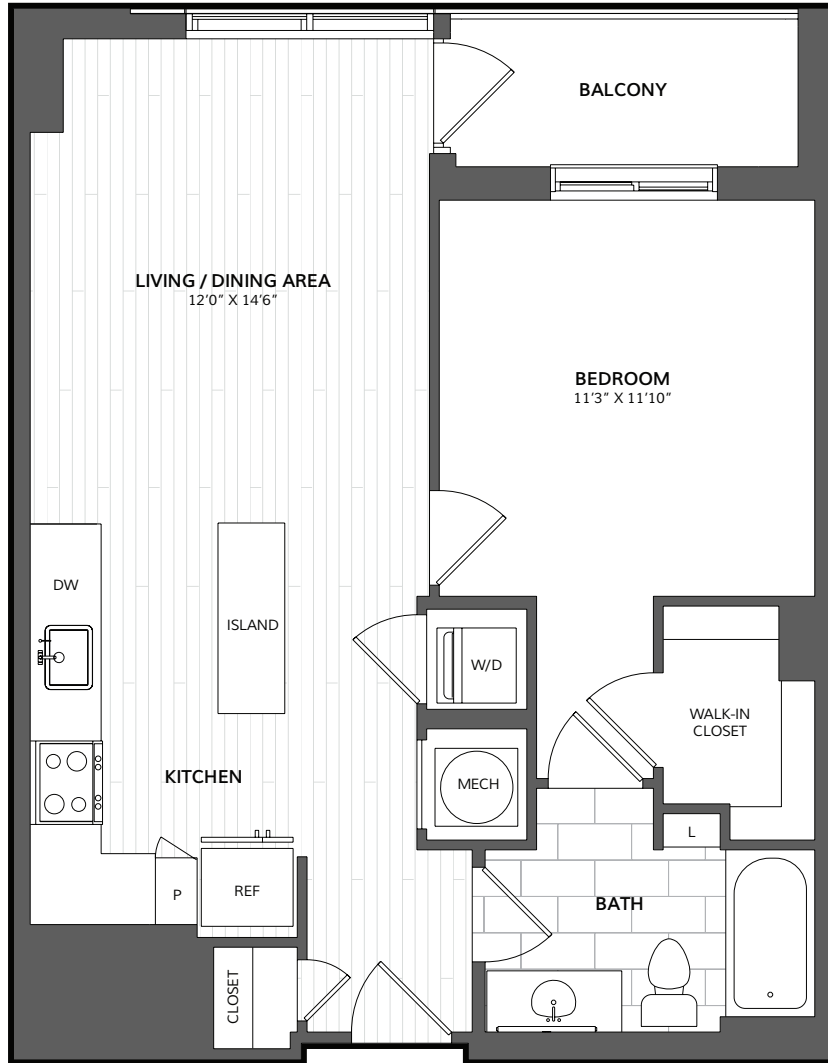 BALCONY
LIVING / DINING AREA
12'0" X 14'6"
BEDROOM
11'3" X 11'10"
DW
ISLAND
W/D
WALK-IN
CLOSET
KITCHEN
MECH
L
P
REF
BATH
CLOSET